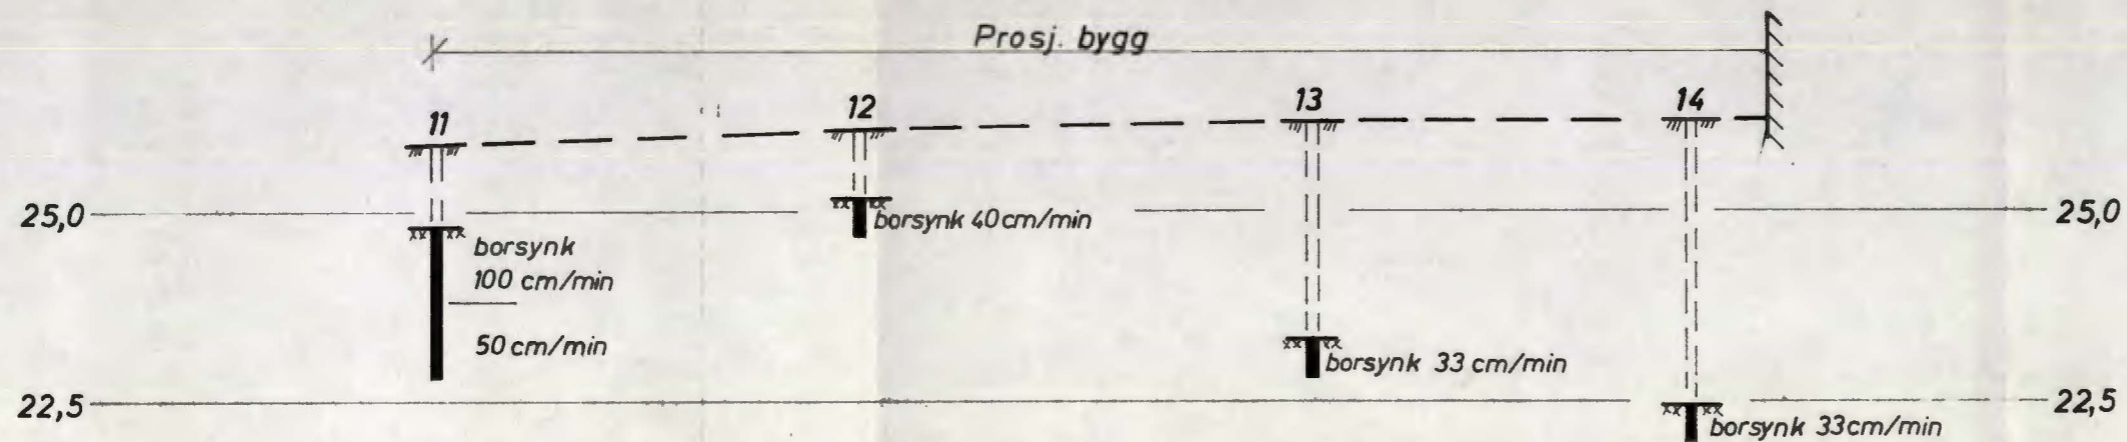 Prosj. bygg
11
12
13
14
25,0
25,0
borsynk 40cm/min
borsynk
100 cm/min
50 cm/min
borsynk 33 cm/min
22,5
22,5
borsynk 33cm/min